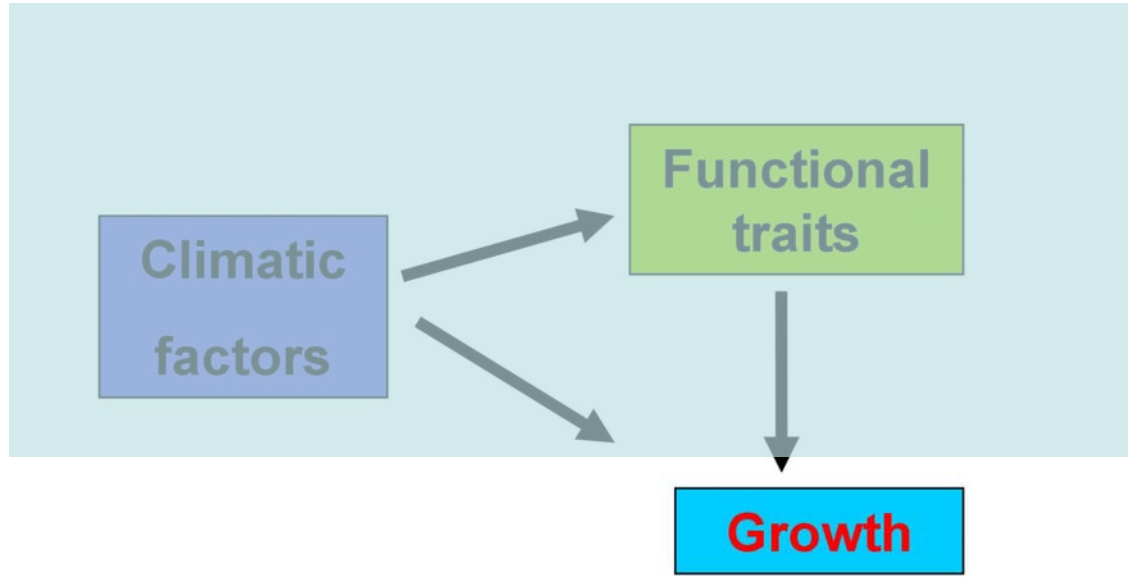 Functional
traits
Climatic
factors
Growth